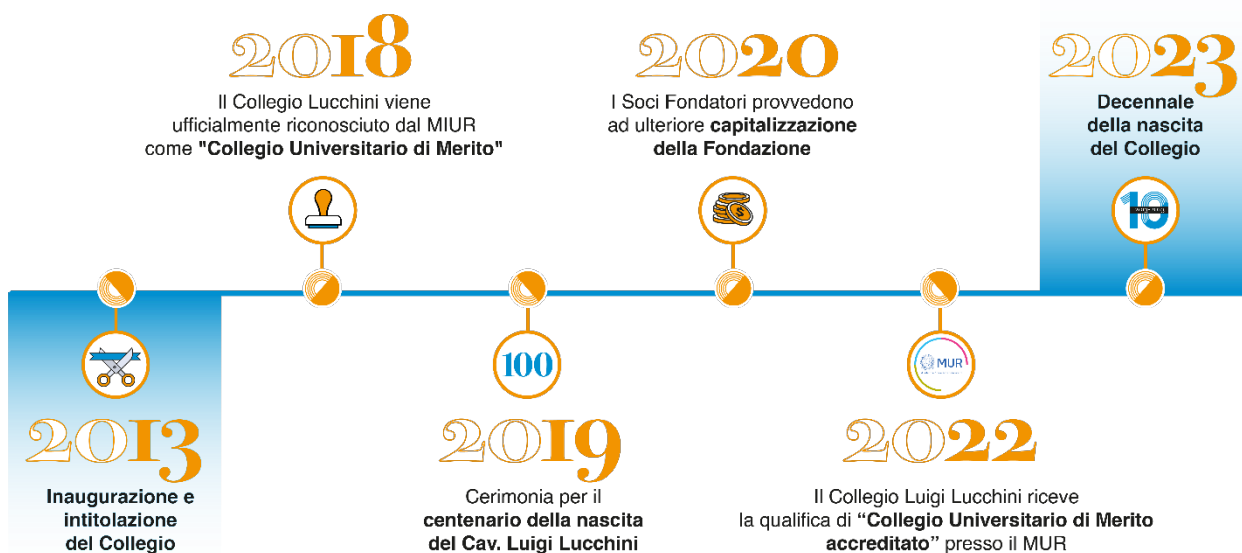 2018
Il Collegio Lucchini viene
ufficialmente riconosciuto dal MIUR
come "Collegio Universitario di Merito"
2020
I Soci Fondatori provvedono
ad ulteriore capitalizzazione
della Fondazione
2023
Decennale
della nascita
del Collegio
10
2013
Inaugurazione e
intitolazione
del Collegio
100
2019
Cerimonia per il
centenario della nascita
del Cav. Luigi Lucchini
MUR
2022
Il Collegio Luigi Lucchini riceve
la qualifica di “Collegio Universitario di Merito
accreditato” presso il MUR